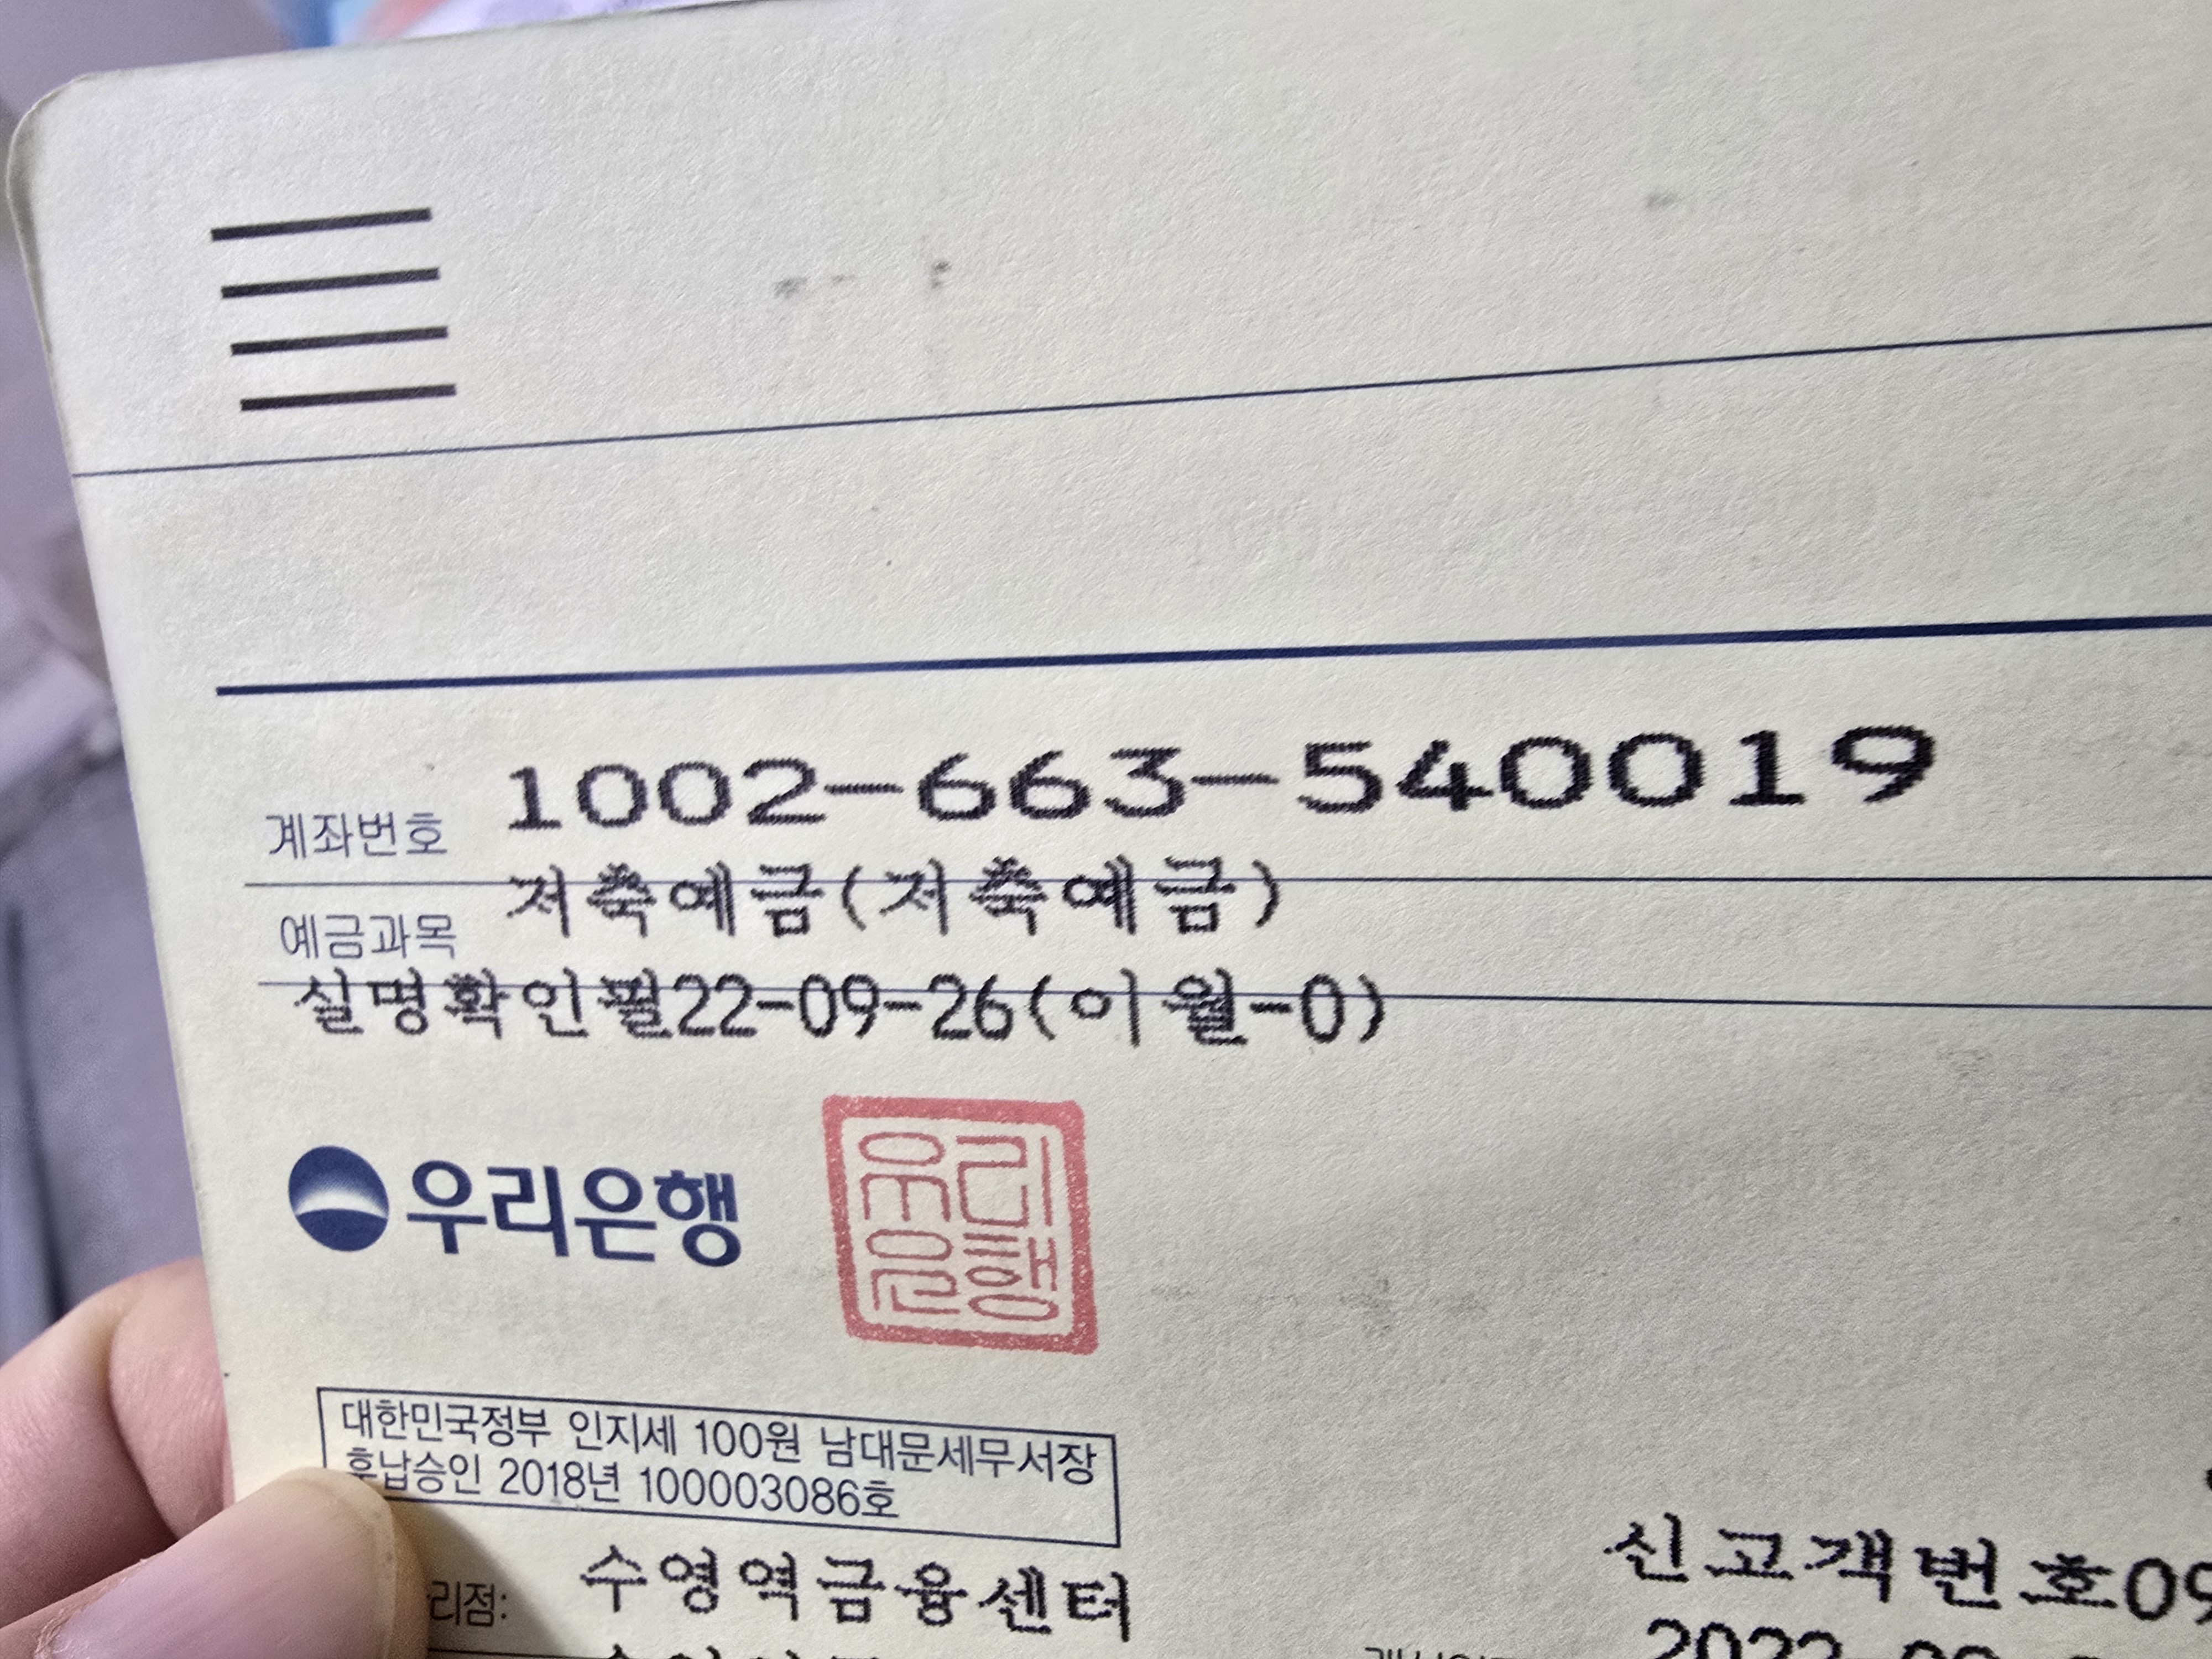 계좌번호 1002-663-540019
예금과목 저축예금(저축예금)
실명확인필22-09-26(이월-0)
우리은행
우리
은행
대한민국정부 인지세 100원 남대문세무서장
후납승인 2018년 100003086호
리점: 수영역금융센터
신고객번호09